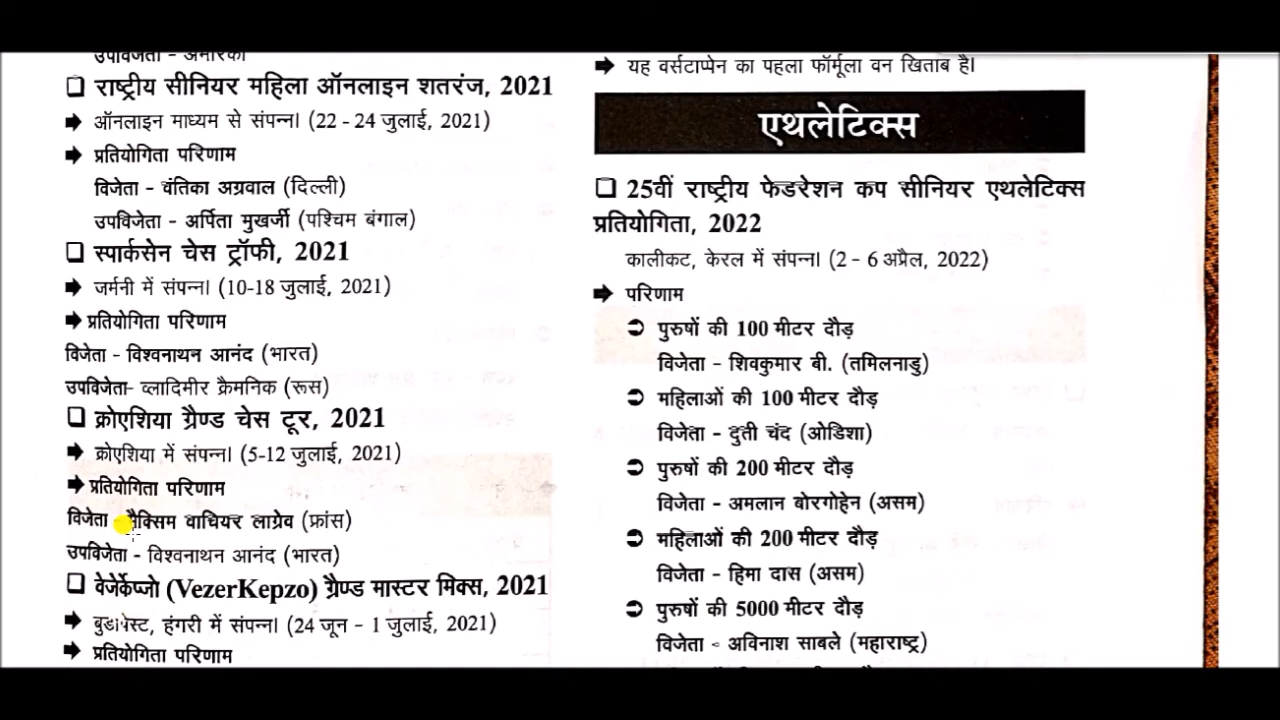 उपविजेता - अमेरिका
❑ राष्ट्रीय सीनियर महिला ऑनलाइन शतरंज, 2021
➡ ऑनलाइन माध्यम से संपन्न। (22 - 24 जुलाई, 2021)
➡ प्रतियोगिता परिणाम
विजेता - वंतिका अग्रवाल (दिल्ली)
उपविजेता - अर्पिता मुखर्जी (पश्चिम बंगाल)
❑ स्पार्कसेन चेस ट्रॉफी, 2021
➡ जर्मनी में संपन्न। (10-18 जुलाई, 2021)
➡ प्रतियोगिता परिणाम
विजेता - विश्वनाथन आनंद (भारत)
उपविजेता- व्लादिमीर क्रैमनिक (रूस)
❑ क्रोएशिया ग्रैण्ड चेस टूर, 2021
➡ क्रोएशिया में संपन्न। (5-12 जुलाई, 2021)
➡ प्रतियोगिता परिणाम
विजेता - मैक्सिम वाचियर लाग्रेव (फ्रांस)
उपविजेता - विश्वनाथन आनंद (भारत)
❑ वेजेर्केप्जो (VezerKepzo) ग्रैण्ड मास्टर मिक्स, 2021
➡ बुडापेस्ट, हंगरी में संपन्न। (24 जून - 1 जुलाई, 2021)
➡ प्रतियोगिता परिणाम
➡ यह वर्सटाप्पेन का पहला फॉर्मूला वन खिताब है।
एथलेटिक्स
❑ 25वीं राष्ट्रीय फेडरेशन कप सीनियर एथलेटिक्स
प्रतियोगिता, 2022
कालीकट, केरल में संपन्न। (2 - 6 अप्रैल, 2022)
➡ परिणाम
➲ पुरुषों की 100 मीटर दौड़
विजेता - शिवकुमार बी. (तमिलनाडु)
➲ महिलाओं की 100 मीटर दौड़
विजेता - दुती चंद (ओडिशा)
➲ पुरुषों की 200 मीटर दौड़
विजेता - अमलान बोरगोहेन (असम)
➲ महिलाओं की 200 मीटर दौड़
विजेता - हिमा दास (असम)
➲ पुरुषों की 5000 मीटर दौड़
विजेता - अविनाश साबले (महाराष्ट्र)